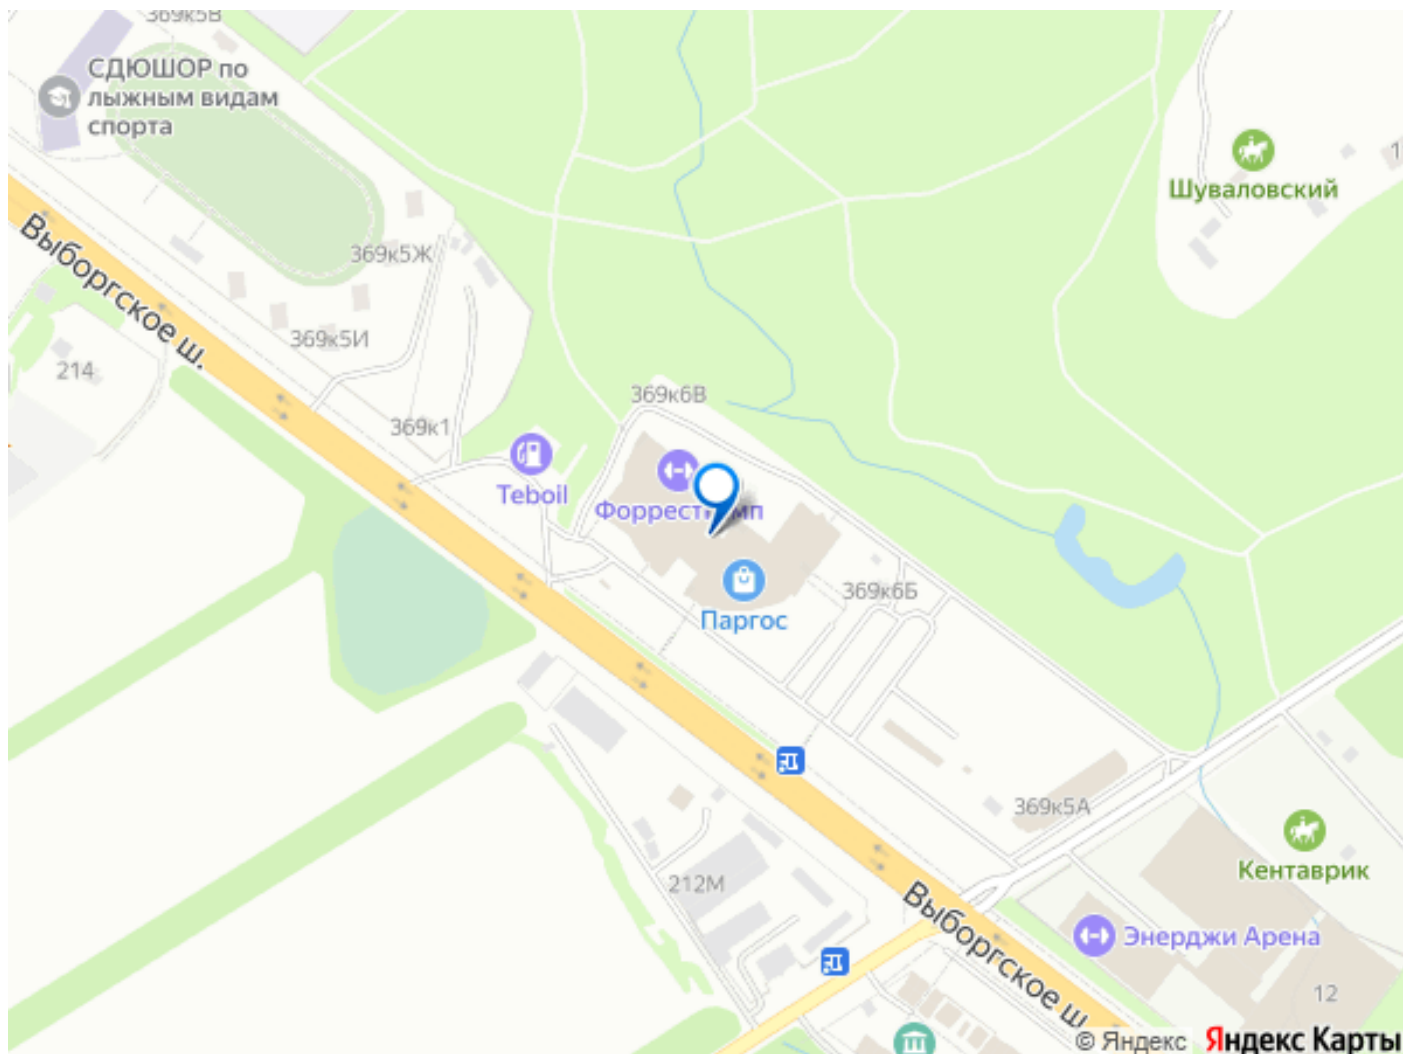 369к5В
СДЮШОР по
лыжным видам
спорта
Шуваловский
Выборгское ш.
369к5Ж
369к5И
214
369к6В
369к1
Teboil
Паргос
369к6Б
369к5А
Кентаврик
212М
Выборгское ш.
Энерджи Арена
12
© Яндекс
Яндекс Карты